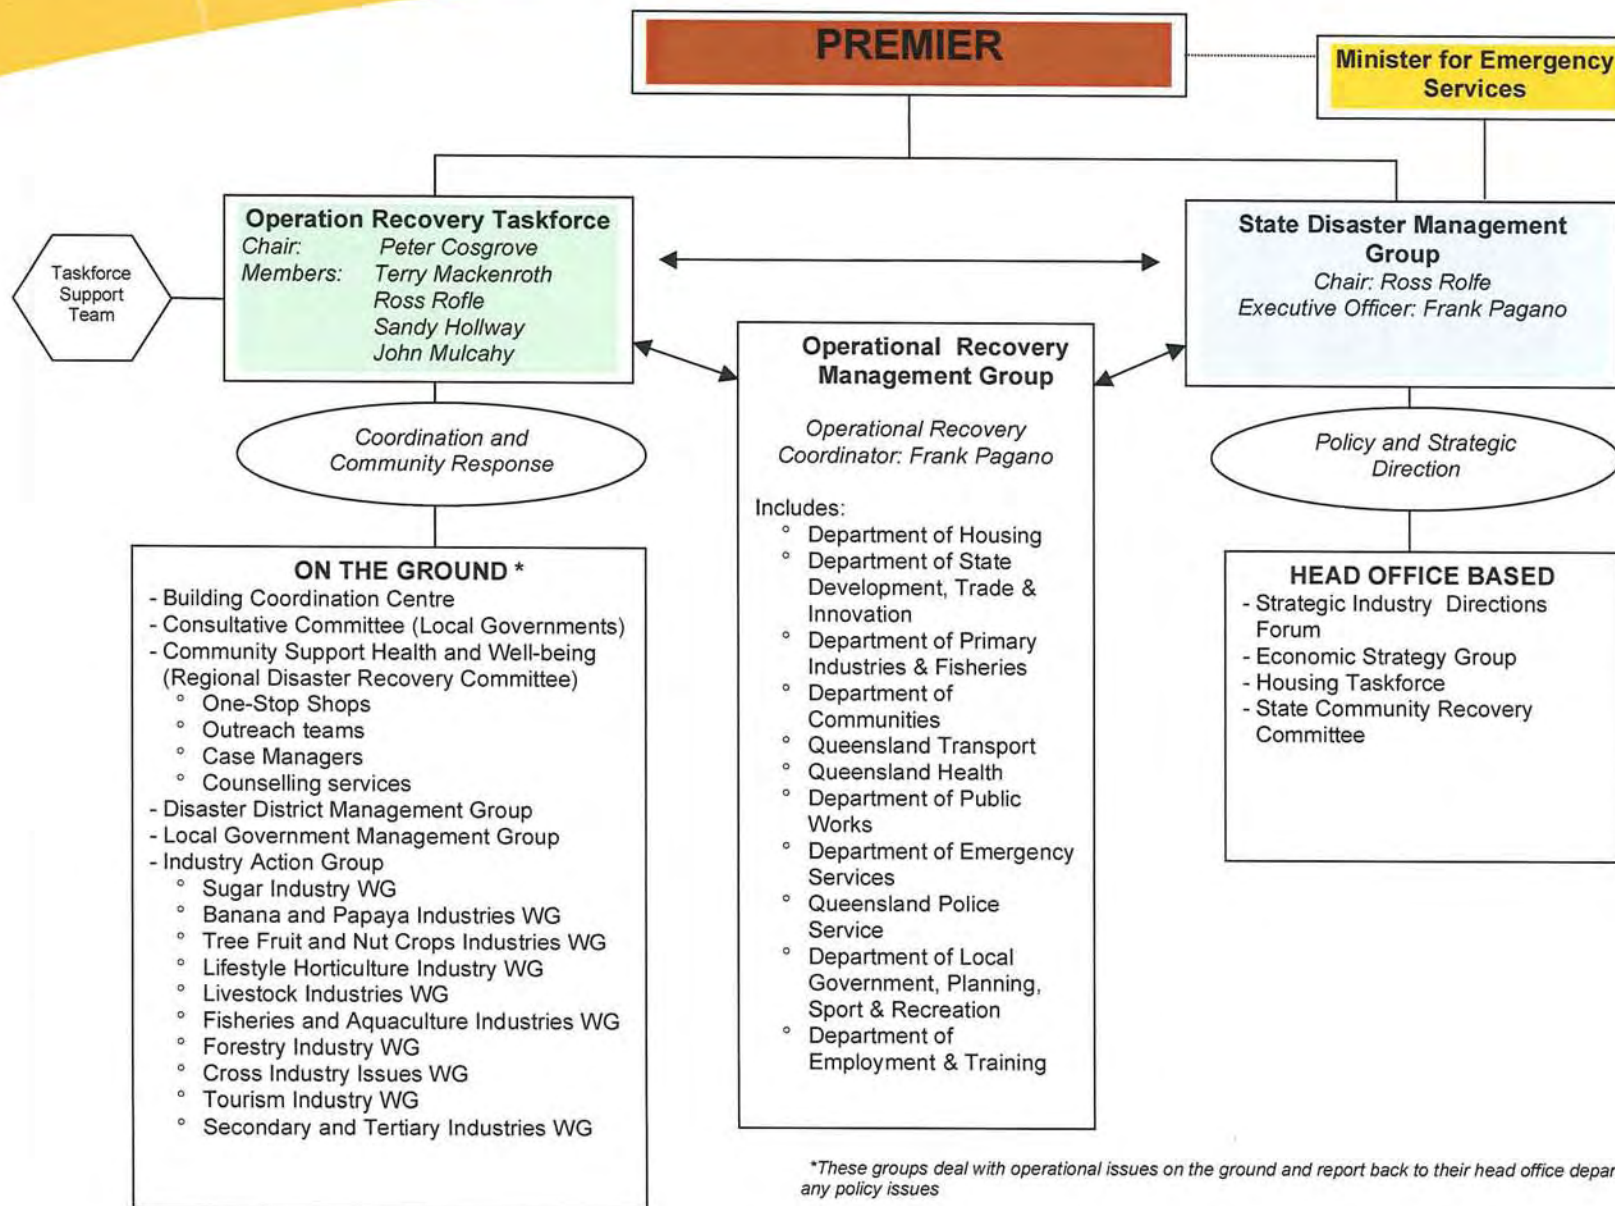 PREMIER
Minister for Emergency
Services
Taskforce
Support
Team
Operation Recovery Taskforce
Chair: Peter Cosgrove
Members: Terry Mackenroth
Ross Rofle
Sandy Hollway
John Mulcahy
State Disaster Management
Group
Chair: Ross Rolfe
Executive Officer: Frank Pagano
Coordination and
Community Response
Operational Recovery
Management Group
Operational Recovery
Coordinator: Frank Pagano
Includes:
° Department of Housing
° Department of State
Development, Trade &
Innovation
° Department of Primary
Industries & Fisheries
° Department of
Communities
° Queensland Transport
° Queensland Health
° Department of Public
Works
° Department of Emergency
Services
° Queensland Police
Service
° Department of Local
Government, Planning,
Sport & Recreation
° Department of
Employment & Training
Policy and Strategic
Direction
ON THE GROUND *
- Building Coordination Centre
- Consultative Committee (Local Governments)
- Community Support Health and Well-being
(Regional Disaster Recovery Committee)
° One-Stop Shops
° Outreach teams
° Case Managers
° Counselling services
- Disaster District Management Group
- Local Government Management Group
- Industry Action Group
° Sugar Industry WG
° Banana and Papaya Industries WG
° Tree Fruit and Nut Crops Industries WG
° Lifestyle Horticulture Industry WG
° Livestock Industries WG
° Fisheries and Aquaculture Industries WG
° Forestry Industry WG
° Cross Industry Issues WG
° Tourism Industry WG
° Secondary and Tertiary Industries WG
HEAD OFFICE BASED
- Strategic Industry Directions
Forum
- Economic Strategy Group
- Housing Taskforce
- State Community Recovery
Committee
*These groups deal with operational issues on the ground and report back to their head office
any policy issues